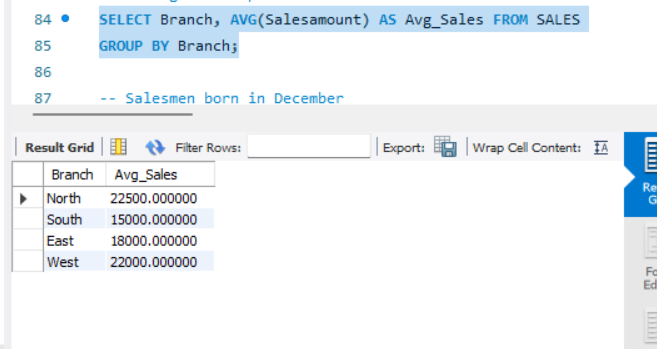 84 SELECT Branch, AVG(Salesamount) AS Avg_Sales FROM SALES
85 GROUP BY Branch;
86
87 -- Salesmen born in December
Result Grid Filter Rows: Export: Wrap Cell Content: IA
Branch Avg_Sales
North 22500.000000
South 15000.000000
East 18000.000000
West 22000.000000
Re
G
Fo
Ed